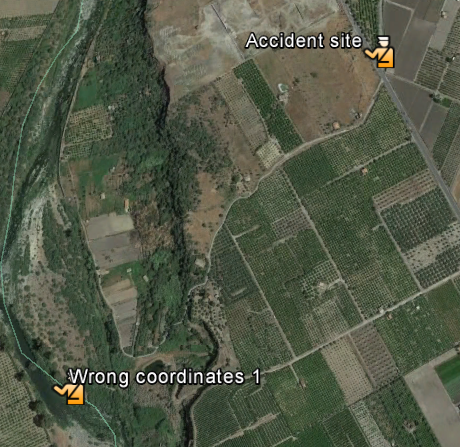 Accident site
Wrong coordinates 1